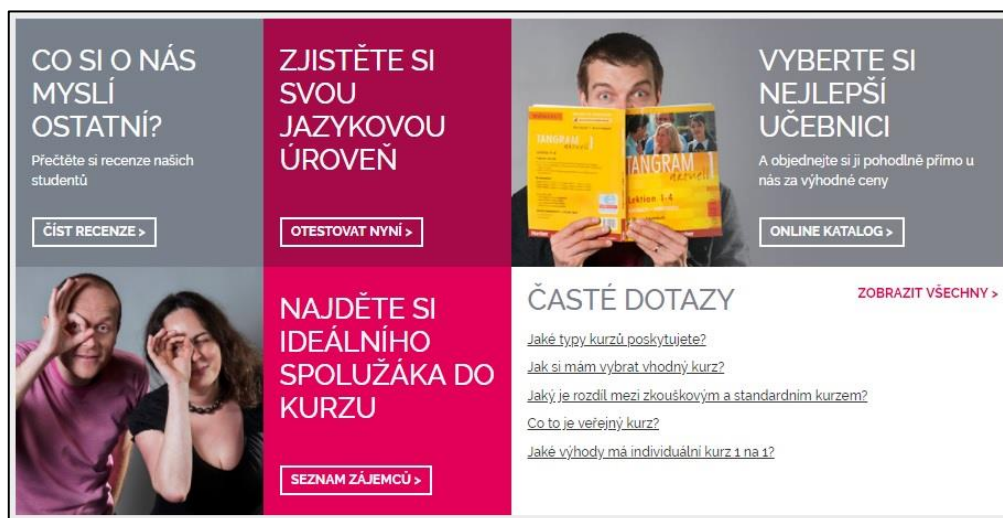 CO SI O NÁS
MYSLÍ
OSTATNÍ?
Přečtěte si recenze našich
studentů
ČÍST RECENZE >
ZJISTĚTE SI
SVOU
JAZYKOVOU
ÚROVEŇ
OTESTOVAT NYNÍ >
TANGRAM
aktuell 1
TANGRAM
aktuell 1
Lektion 1-4
VYBERTE SI
NEJLEPŠÍ
UČEBNICI
A objednejte si ji pohodlně přímo u
nás za výhodné ceny
ONLINE KATALOG >
NAJDĚTE SI
IDEÁLNÍHO
SPOLUŽÁKA DO
KURZU
SEZNAM ZÁJEMCŮ >
ČASTÉ DOTAZY
ZOBRAZIT VŠECHNY >
Jaké typy kurzů poskytujete?
Jak si mám vybrat vhodný kurz?
Jaký je rozdíl mezi zkouškovým a standardním kurzem?
Co to je veřejný kurz?
Jaké výhody má individuální kurz 1 na 1?